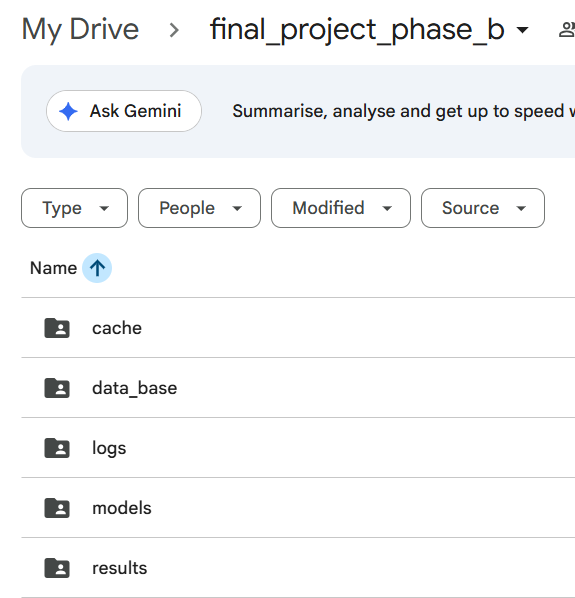 My Drive > final_project_phase_b
Ask Gemini Summarise, analyse and get up to speed
Type People Modified Source
Name
cache
data_base
logs
models
results